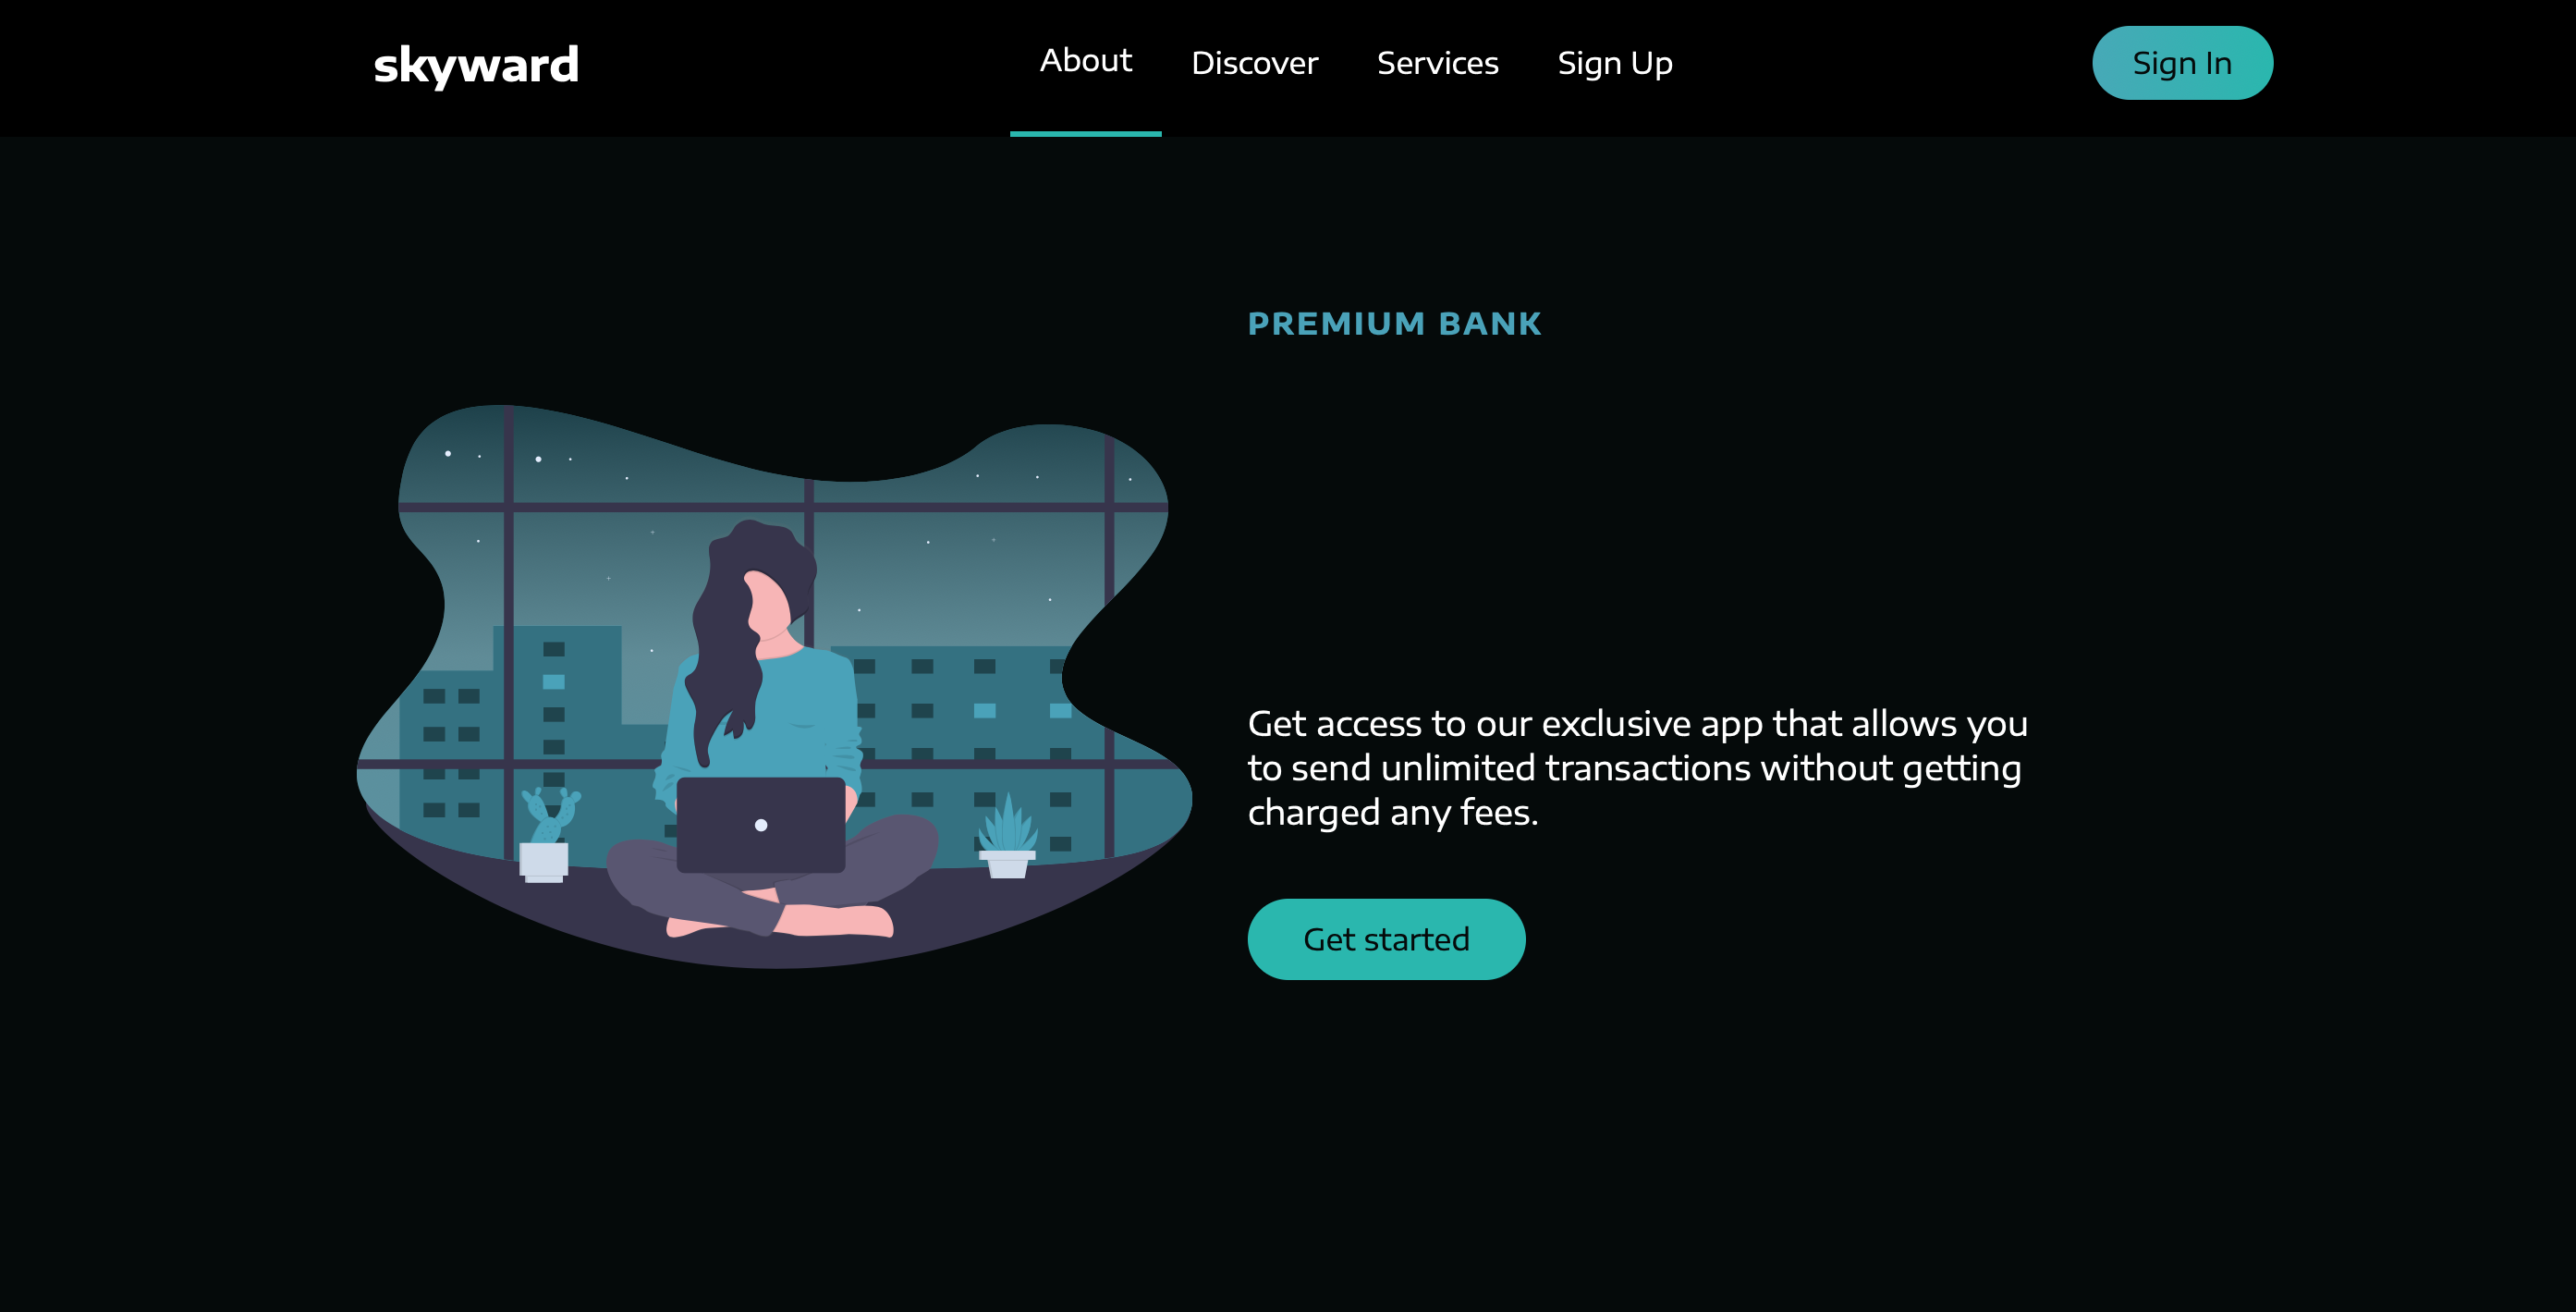 skyward
About
Discover
Services
Sign Up
Sign In
PREMIUM BANK
Get access to our exclusive app that allows you
to send unlimited transactions without getting
charged any fees.
Get started